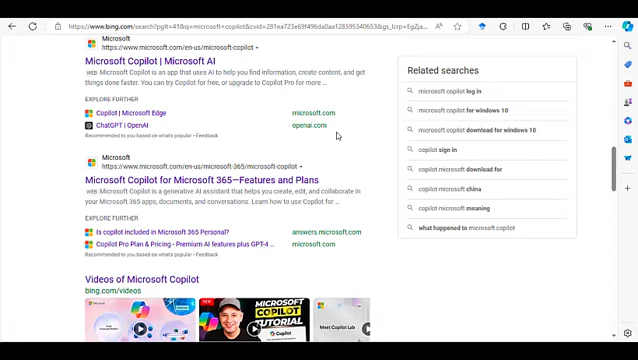 https://www.bing.com/search?pglt=41&q=microsoft+copilot&cvid=281ea723e69f496da0aa128595340653&gs_lcrp=EgZja...
Microsoft
https://www.microsoft.com/en-us/microsoft-copilot
Microsoft Copilot | Microsoft AI
WEB Microsoft Copilot is an app that uses AI to help you find information, create content, and get
things done faster. You can try Copilot for free, or upgrade to Copilot Pro for more ...
EXPLORE FURTHER
Copilot | Microsoft Edge microsoft.com
ChatGPT | OpenAI openai.com
Recommended to you based on what's popular • Feedback
Microsoft
https://www.microsoft.com/en-us/microsoft-365/microsoft-copilot
Microsoft Copilot for Microsoft 365—Features and Plans
WEB Microsoft Copilot is a generative AI assistant that helps you create, edit, and collaborate in
your Microsoft 365 apps, documents, and conversations. Learn how to use Copilot for ...
EXPLORE FURTHER
Is copilot included in Microsoft 365 Personal? answers.microsoft.com
Copilot Pro Plan & Pricing - Premium AI features plus GPT-4 ... microsoft.com
Recommended to you based on what's popular • Feedback
Videos of Microsoft Copilot
bing.com/videos
NEW
MICROSOFT
COPILOT
TUTORIAL
Meet Copilot Lab
Related searches
microsoft copilot log in
microsoft copilot for windows 10
microsoft copilot download for windows 10
copilot sign in
copilot microsoft download for
microsoft copilot china
microsoft copilot meaning
what happened to microsoft copilot